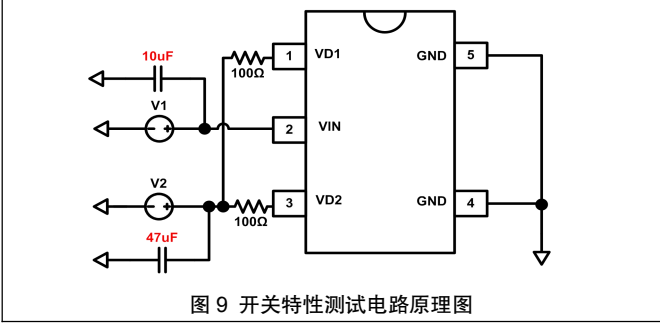 10uF
V1
100Ω
1 VD1
GND 5
2 VIN
V2
100Ω
3 VD2
GND 4
47uF
- +
- +
图 9 开关特性测试电路原理图